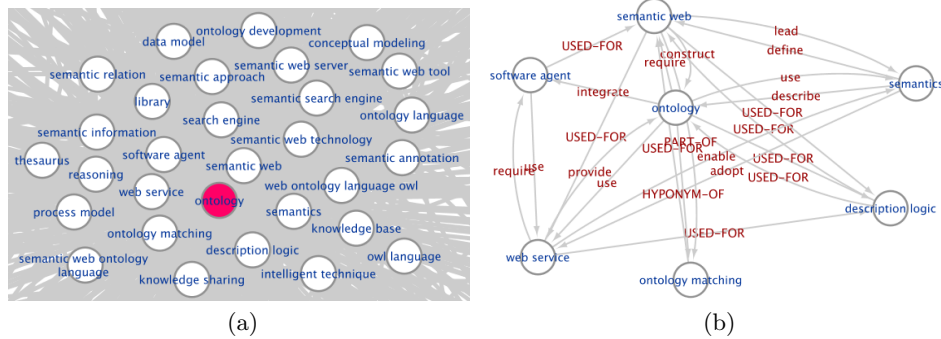 ontology development
data model
conceptual modeling
semantic relation
semantic approach
semantic web server
semantic web tool
library
semantic search engine
search engine
ontology language
semantic information
semantic web technology
thesaurus
software agent
semantic web
semantic annotation
reasoning
web service
ontology
web ontology language owl
process model
semantics
ontology matching
knowledge base
description logic
semantic web ontology
language
owl language
knowledge sharing
intelligent technique
(a)
semantic web
lead
USED-FOR
construct
define
require
software agent
use
semantics
integrate
ontology
describe
USED-FOR
USED-FOR
USED-FOR
PART-OF
USED-FOR
enable
USED-FOR
require
use
provide
adopt
USED-FOR
use
HYPONYM-OF
description logic
USED-FOR
web service
ontology matching
(b)